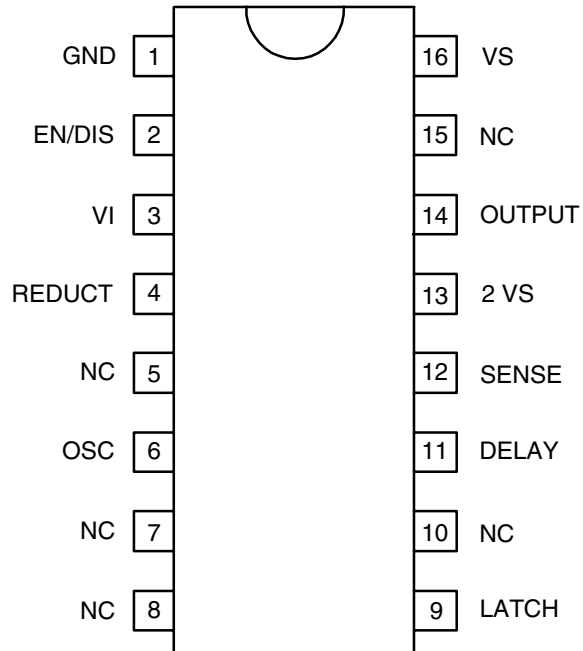 GND 1 16 VS
EN/DIS 2 15 NC
VI 3 14 OUTPUT
REDUCT 4 13 2 VS
NC 5 12 SENSE
OSC 6 11 DELAY
NC 7 10 NC
NC 8 9 LATCH